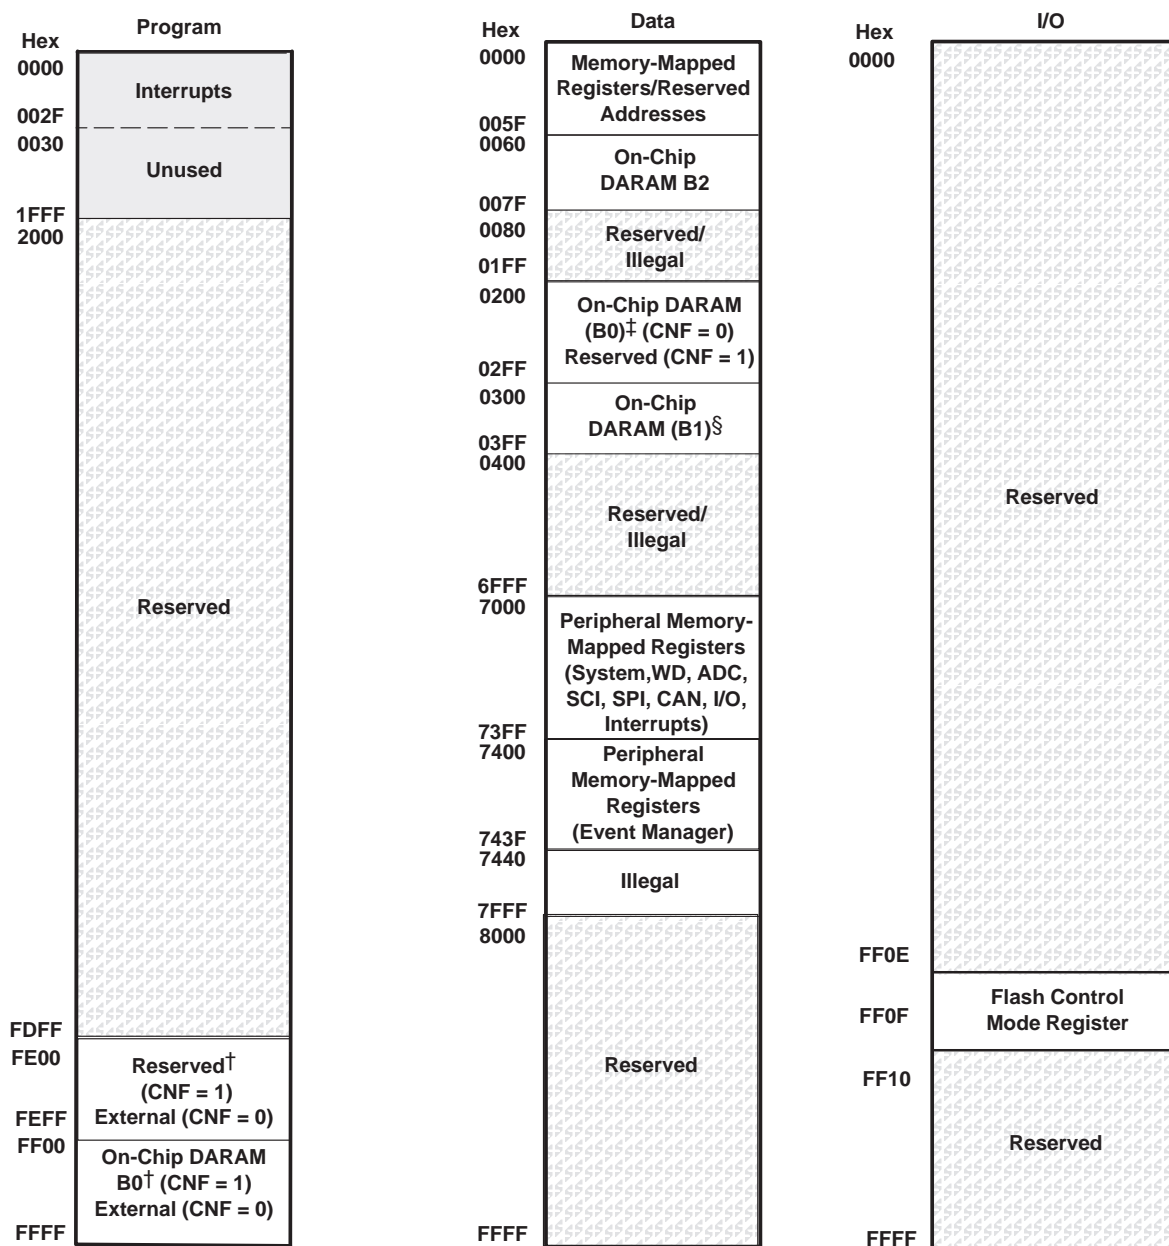 Program
Hex
0000
Interrupts
002F
0030
Unused
1FFF
2000
Reserved
FDFF
FE00
Reserved†
(CNF = 1)
External (CNF = 0)
FEFF
FF00
On-Chip DARAM
B0† (CNF = 1)
External (CNF = 0)
FFFF
Data
Hex
0000
Memory-Mapped
Registers/Reserved
Addresses
005F
0060
On-Chip
DARAM B2
007F
0080
Reserved/
Illegal
01FF
0200
On-Chip DARAM
(B0)‡ (CNF = 0)
Reserved (CNF = 1)
02FF
0300
On-Chip
DARAM (B1)§
03FF
0400
Reserved/
Illegal
6FFF
7000
Peripheral Memory-
Mapped Registers
(System,WD, ADC,
SCI, SPI, CAN, I/O,
Interrupts)
73FF
7400
Peripheral
Memory-Mapped
Registers
(Event Manager)
743F
7440
Illegal
7FFF
8000
Reserved
FFFF
I/O
Hex
0000
Reserved
FF0E
Flash Control
Mode Register
FF0F
FF10
Reserved
FFFF